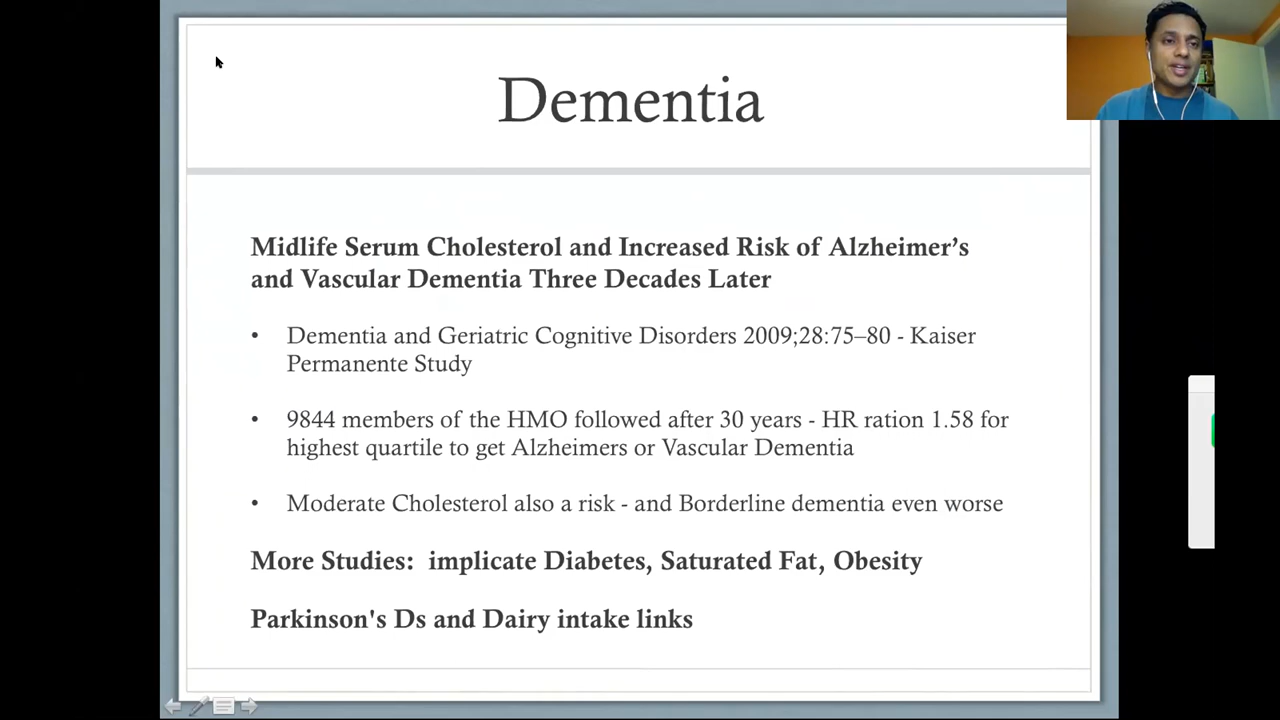 Dementia
Midlife Serum Cholesterol and Increased Risk of Alzheimer’s
and Vascular Dementia Three Decades Later
• Dementia and Geriatric Cognitive Disorders 2009;28:75–80 - Kaiser
Permanente Study
• 9844 members of the HMO followed after 30 years - HR ration 1.58 for
highest quartile to get Alzheimers or Vascular Dementia
• Moderate Cholesterol also a risk - and Borderline dementia even worse
More Studies:  implicate Diabetes, Saturated Fat, Obesity
Parkinson's Ds and Dairy intake links